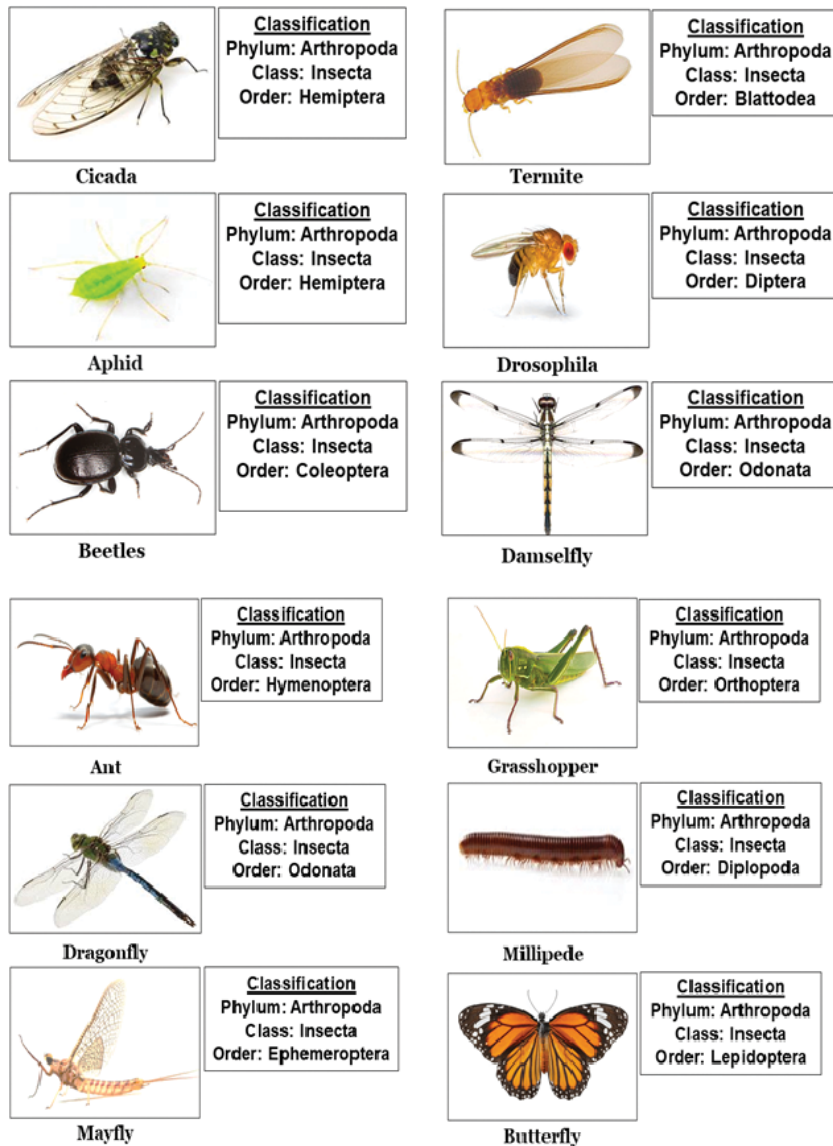 Classification
Phylum: Arthropoda
Class: Insecta
Order: Hemiptera
Cicada
Classification
Phylum: Arthropoda
Class: Insecta
Order: Blattodea
Termite
Classification
Phylum: Arthropoda
Class: Insecta
Order: Hemiptera
Aphid
Classification
Phylum: Arthropoda
Class: Insecta
Order: Diptera
Drosophila
Classification
Phylum: Arthropoda
Class: Insecta
Order: Coleoptera
Beetles
Classification
Phylum: Arthropoda
Class: Insecta
Order: Odonata
Damselfly
Classification
Phylum: Arthropoda
Class: Insecta
Order: Hymenoptera
Ant
Classification
Phylum: Arthropoda
Class: Insecta
Order: Orthoptera
Grasshopper
Classification
Phylum: Arthropoda
Class: Insecta
Order: Odonata
Dragonfly
Classification
Phylum: Arthropoda
Class: Insecta
Order: Diplopoda
Millipede
Classification
Phylum: Arthropoda
Class: Insecta
Order: Ephemeroptera
Mayfly
Classification
Phylum: Arthropoda
Class: Insecta
Order: Lepidoptera
Butterfly